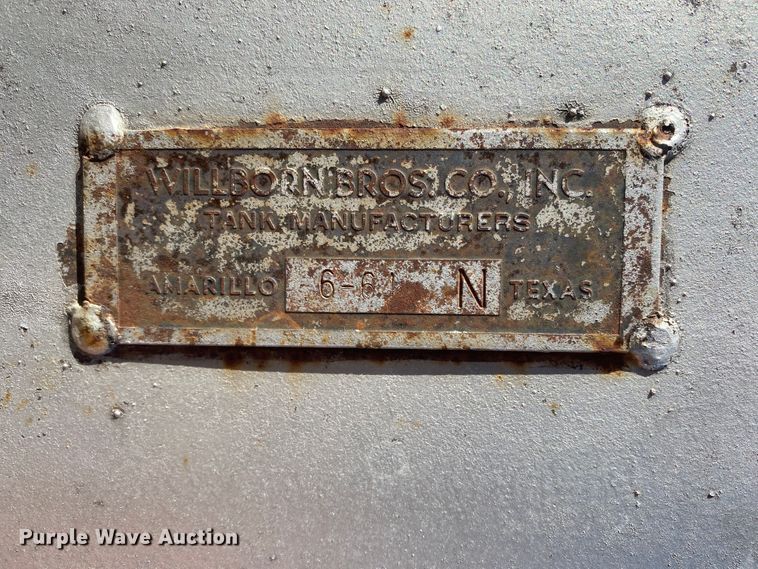 WILLBORN BROS. CO., INC.
TANK MANUFACTURERS
AMARILLO 6-61 N TEXAS
Purple Wave Auction